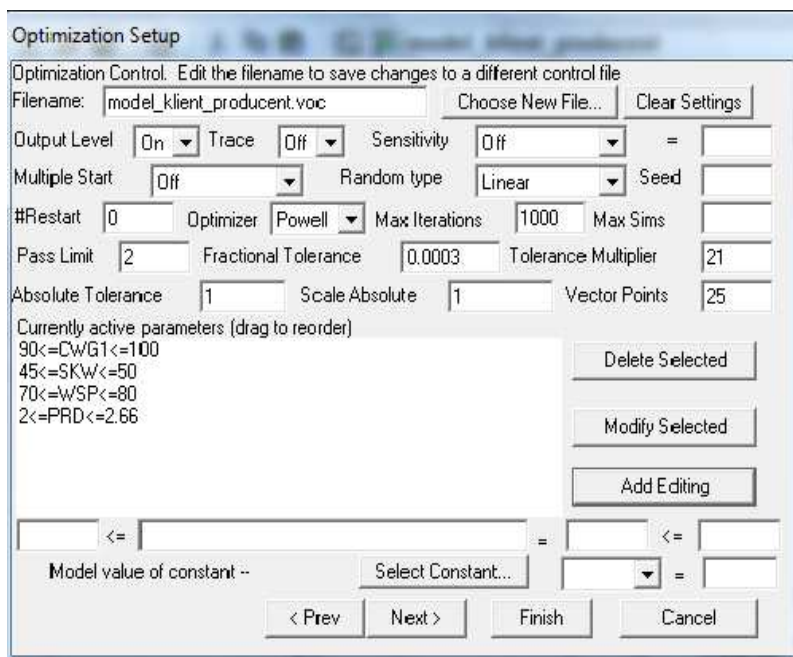 Optimization Setup
Optimization Control. Edit the filename to save changes to a different control file
Filename: model_klient_producent.voc Choose New File... Clear Settings
Output Level On Trace Off Sensitivity Off =
Multiple Start Off Random type Linear Seed
#Restart 0 Optimizer Powell Max Iterations 1000 Max Sims
Pass Limit 2 Fractional Tolerance 0.0003 Tolerance Multiplier 21
Absolute Tolerance 1 Scale Absolute 1 Vector Points 25
Currently active parameters (drag to reorder)
90<=CWG1<=100
45<=SKW<=50
70<=WSP<=80
2<=PRD<=2.66
Delete Selected
Modify Selected
Add Editing
<= = <=
Model value of constant -- Select Constant... =
< Prev Next > Finish Cancel